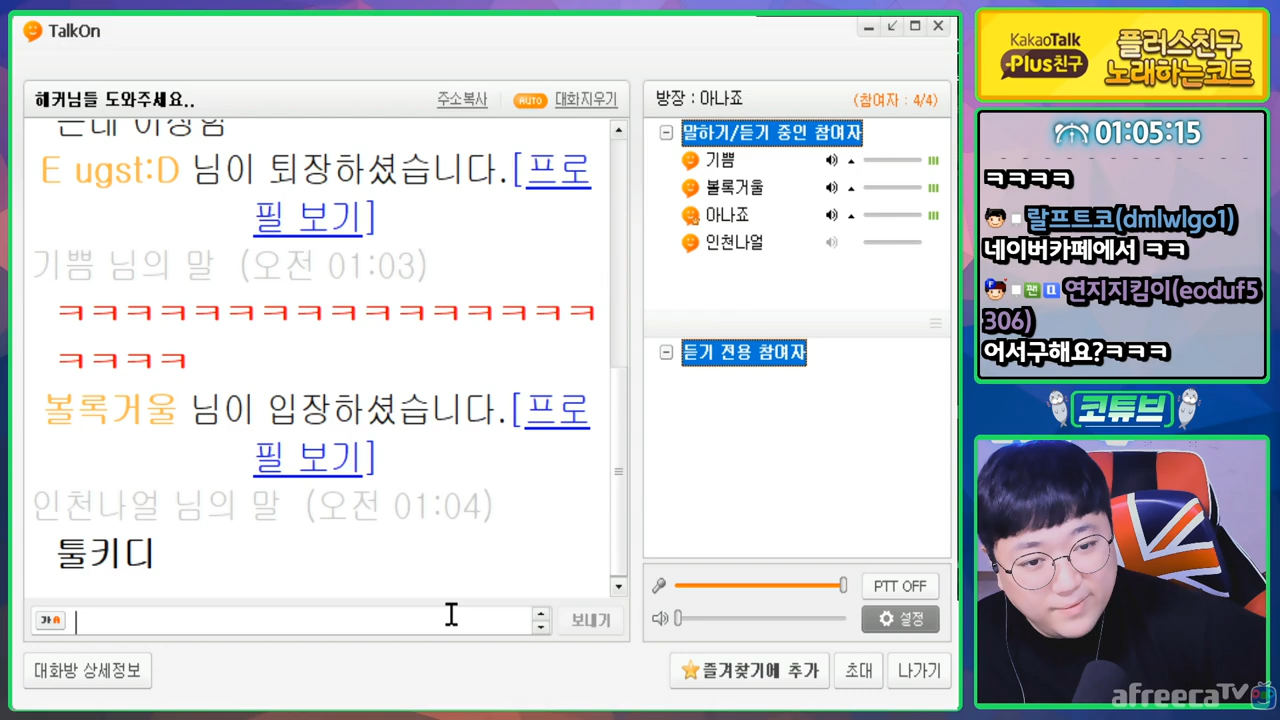 TalkOn
해커님들 도와주세요..
주소복사
AUTO 대화지우기
는데 이상함
E ugst:D 님이 퇴장하셨습니다.[프로
필 보기]
기쁨 님의 말 (오전 01:03)
ㅋㅋㅋㅋㅋㅋㅋㅋㅋㅋㅋㅋㅋㅋㅋㅋ
ㅋㅋㅋㅋ
볼록거울 님이 입장하셨습니다.[프로
필 보기]
인천나얼 님의 말 (오전 01:04)
툴키디
가A
보내기
대화방 상세정보
방장 : 아나죠
(참여자 : 4/4)
말하기/듣기 중인 참여자
기쁨
볼록거울
아나죠
인천나얼
듣기 전용 참여자
PTT OFF
설정
즐겨찾기에 추가
초대
나가기
KakaoTalk
Plus친구
플러스친구
노래하는코트
01:05:15
ㅋㅋㅋㅋ
랄프트코(dmlwlgo1)
네이버카페에서 ㅋㅋ
팬 연지지킴이(eoduf5
306)
어서구해요?ㅋㅋㅋ
코튜브
afreecaTV